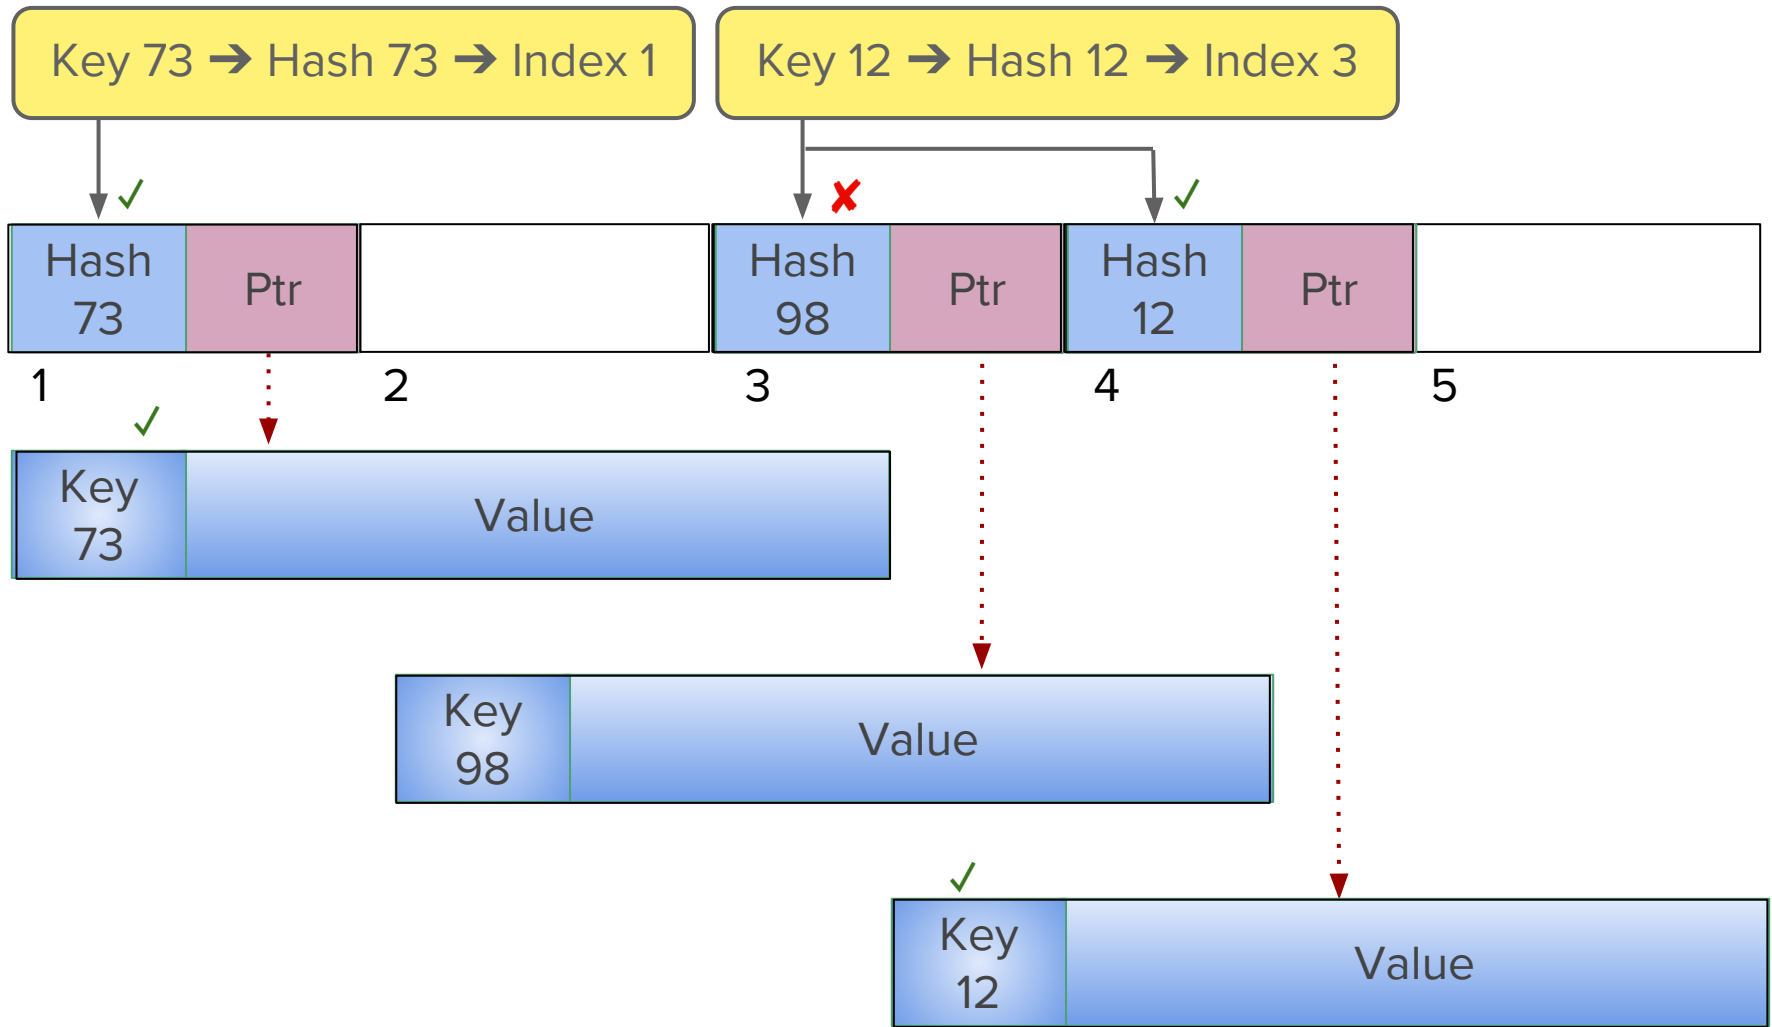 Key 73 ➔ Hash 73 ➔ Index 1
Key 12 ➔ Hash 12 ➔ Index 3
Hash
73
Ptr
Hash
98
Ptr
Hash
12
Ptr
1
2
3
4
5
Key
73
Value
Key
98
Value
Key
12
Value